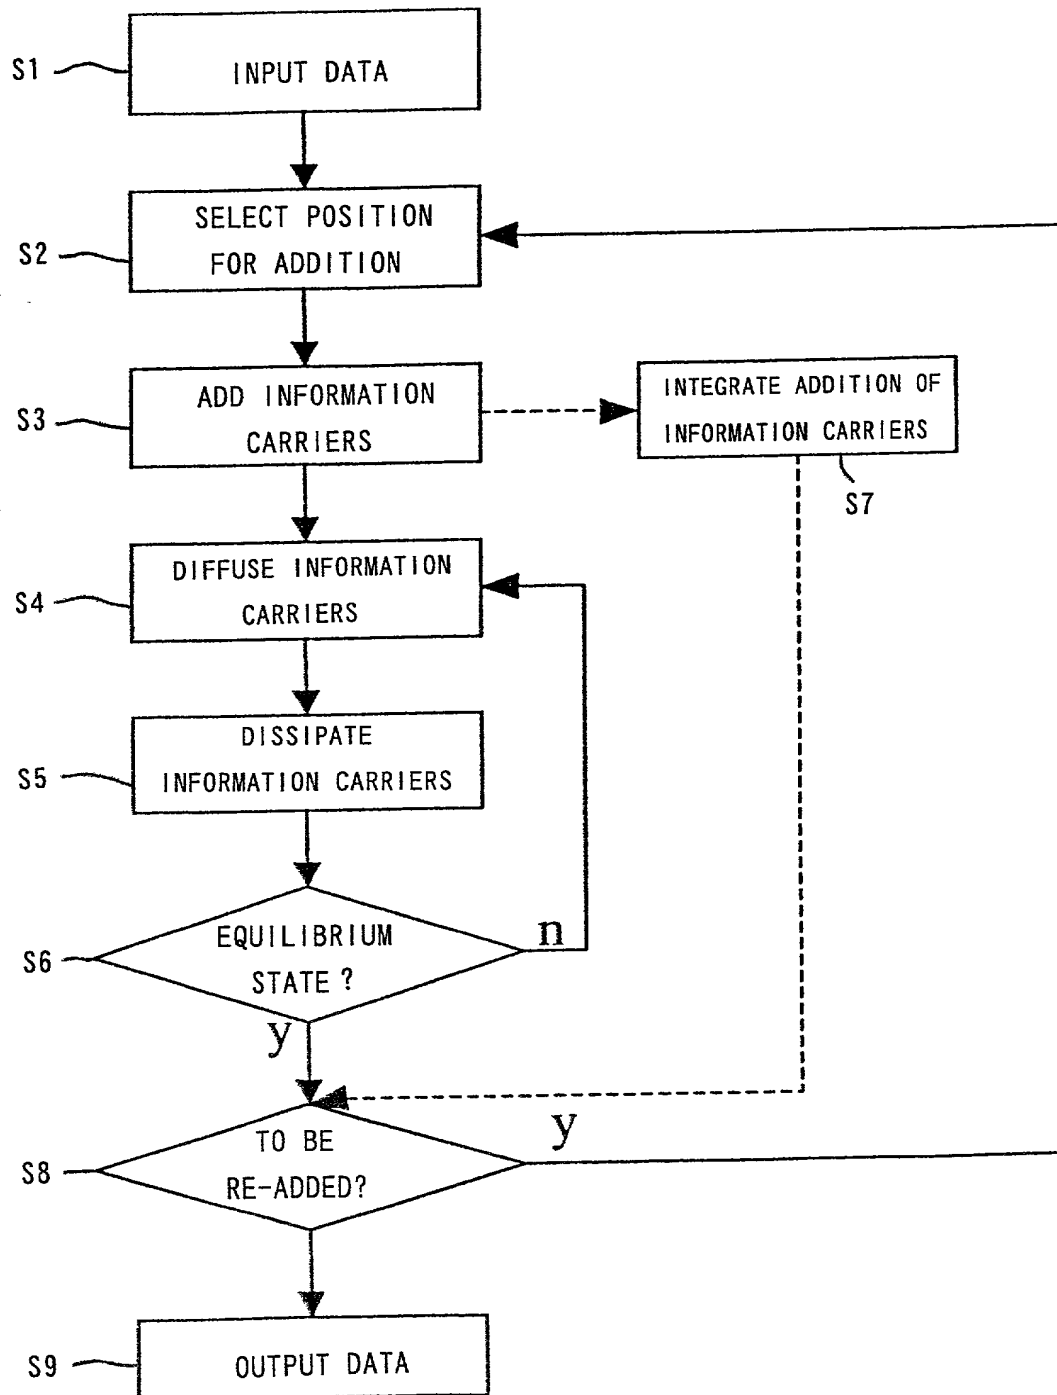 S1
INPUT DATA
S2
SELECT POSITION
FOR ADDITION
S3
ADD INFORMATION
CARRIERS
INTEGRATE ADDITION OF
INFORMATION CARRIERS
S7
S4
DIFFUSE INFORMATION
CARRIERS
S5
DISSIPATE
INFORMATION CARRIERS
S6
EQUILIBRIUM
STATE?
n
y
S8
TO BE
RE-ADDED?
y
S9
OUTPUT DATA